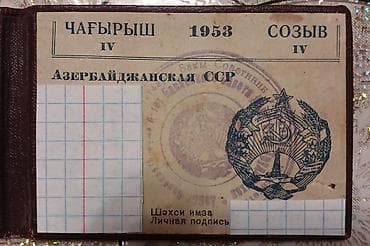 ЧАҒЫРЫШ 1953 СОЗЫВ
IV IV
Азербайджанская ССР
Шәхси имза
Личная подпись